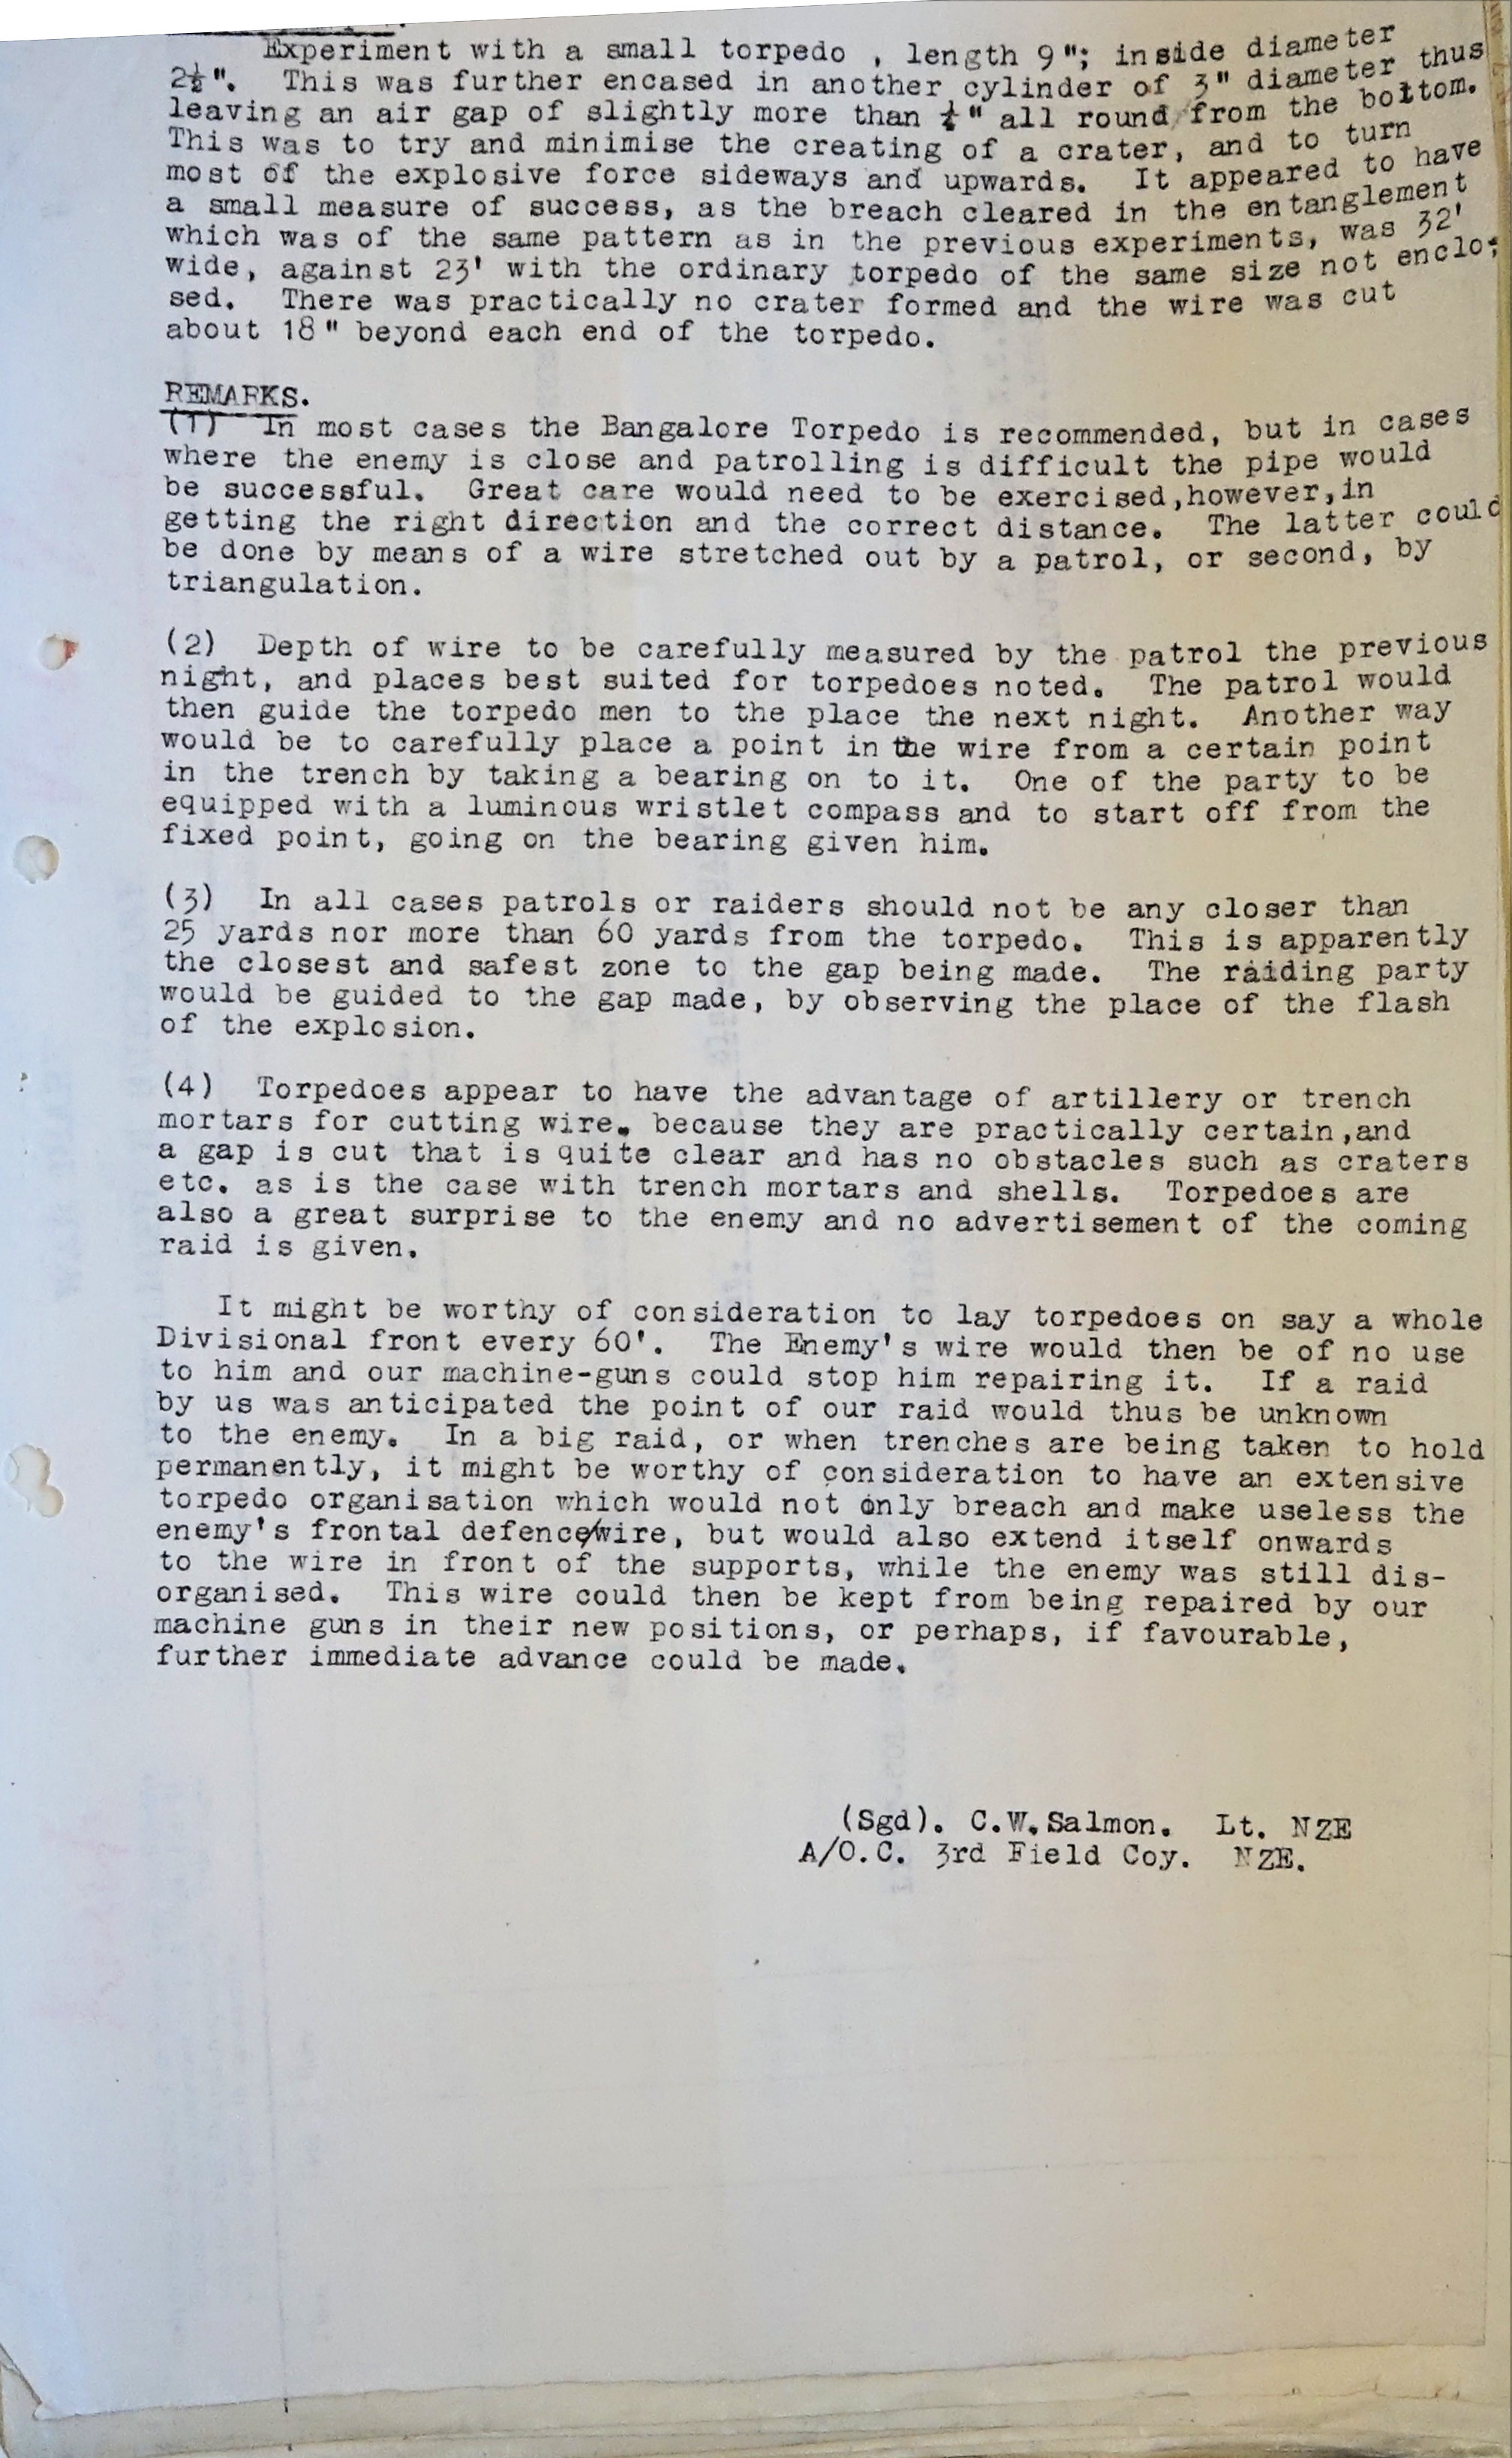 Experiment with a small torpedo , length 9"; inside diameter
2½". This was further encased in another cylinder of 3" diameter thus
leaving an air gap of slightly more than ¼" all round from the bottom.
This was to try and minimise the creating of a crater, and to turn
most of the explosive force sideways and upwards. It appeared to have
a small measure of success, as the breach cleared in the entanglement
which was of the same pattern as in the previous experiments, was 32'
wide, against 23' with the ordinary torpedo of the same size not enclo-
sed. There was practically no crater formed and the wire was cut
about 18" beyond each end of the torpedo.
REMARKS.
(1) In most cases the Bangalore Torpedo is recommended, but in cases
where the enemy is close and patrolling is difficult the pipe would
be successful. Great care would need to be exercised,however,in
getting the right direction and the correct distance. The latter could
be done by means of a wire stretched out by a patrol, or second, by
triangulation.
(2) Depth of wire to be carefully measured by the patrol the previous
night, and places best suited for torpedoes noted. The patrol would
then guide the torpedo men to the place the next night. Another way
would be to carefully place a point in the wire from a certain point
in the trench by taking a bearing on to it. One of the party to be
equipped with a luminous wristlet compass and to start off from the
fixed point, going on the bearing given him.
(3) In all cases patrols or raiders should not be any closer than
25 yards nor more than 60 yards from the torpedo. This is apparently
the closest and safest zone to the gap being made. The raiding party
would be guided to the gap made, by observing the place of the flash
of the explosion.
(4) Torpedoes appear to have the advantage of artillery or trench
mortars for cutting wire. because they are practically certain,and
a gap is cut that is quite clear and has no obstacles such as craters
etc. as is the case with trench mortars and shells. Torpedoes are
also a great surprise to the enemy and no advertisement of the coming
raid is given.
It might be worthy of consideration to lay torpedoes on say a whole
Divisional front every 60'. The Enemy's wire would then be of no use
to him and our machine-guns could stop him repairing it. If a raid
by us was anticipated the point of our raid would thus be unknown
to the enemy. In a big raid, or when trenches are being taken to hold
permanently, it might be worthy of consideration to have an extensive
torpedo organisation which would not only breach and make useless the
enemy's frontal defence/wire, but would also extend itself onwards
to the wire in front of the supports, while the enemy was still dis-
organised. This wire could then be kept from being repaired by our
machine guns in their new positions, or perhaps, if favourable,
further immediate advance could be made.
(Sgd). C.W.Salmon. Lt. NZE
A/O.C. 3rd Field Coy. NZE.